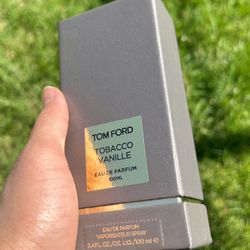 TOM FORD
TOBACCO
VANILLE
EAU DE PARFUM
100ML
EAU DE PARFUM
VAPORISATEUR SPRAY
3.4 FL.OZ./OZ. LIQ./100 ml e